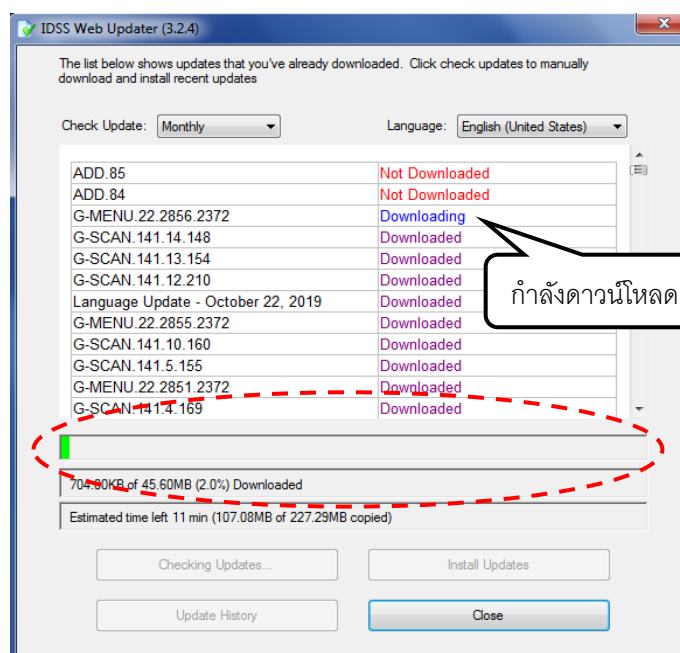 IDSS Web Updater (3.2.4)
The list below shows updates that you've already downloaded. Click check updates to manually
download and install recent updates
Check Update: Monthly Language: English (United States)
ADD.85 Not Downloaded
ADD.84 Not Downloaded
G-MENU.22.2856.2372 Downloading
G-SCAN.141.14.148 Downloaded
G-SCAN.141.13.154 Downloaded
G-SCAN.141.12.210 Downloaded
กำลังดาวน์โหลด
Language Update - October 22, 2019 Downloaded
G-MENU.22.2855.2372 Downloaded
G-SCAN.141.10.160 Downloaded
G-SCAN.141.5.155 Downloaded
G-MENU.22.2851.2372 Downloaded
G-SCAN.141.4.169 Downloaded
704.00KB of 45.60MB (2.0%) Downloaded
Estimated time left 11 min (107.08MB of 227.29MB copied)
Checking Updates... Install Updates
Update History Close